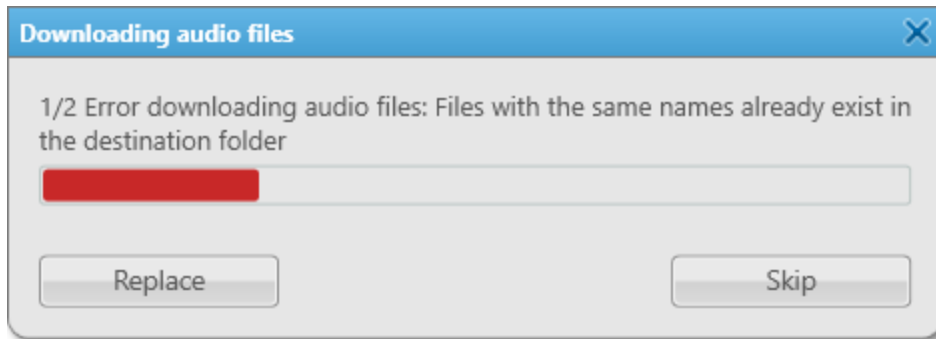 Downloading audio files
1/2 Error downloading audio files: Files with the same names already exist in
the destination folder
Replace
Skip